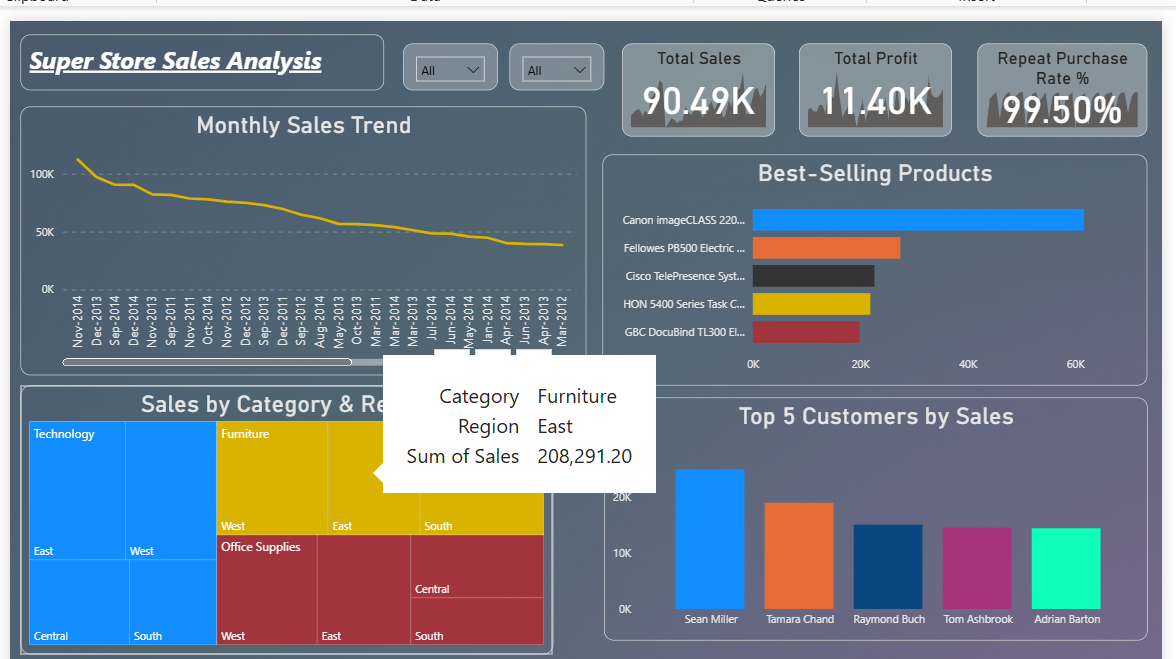 Clipboard
Data
Queries
Insert
Super Store Sales Analysis
All
All
Total Sales
90.49K
Total Profit
11.40K
Repeat Purchase
Rate %
99.50%
Monthly Sales Trend
100K
50K
0K
Nov-2014
Dec-2013
Sep-2014
Dec-2014
Nov-2013
Sep-2011
Nov-2011
Oct-2014
Nov-2012
Dec-2012
Sep-2013
Dec-2011
Sep-2012
Aug-2014
May-2013
Oct-2013
Mar-2011
Mar-2014
Mar-2013
Jul-2014
Jun-2014
May-2014
Jan-2014
Apr-2014
Jun-2013
Apr-2013
Mar-2012
Best-Selling Products
Canon imageCLASS 220...
Fellowes PB500 Electric ...
Cisco TelePresence Syst...
HON 5400 Series Task C...
GBC DocuBind TL300 El...
0K
20K
40K
60K
Sales by Category & Re
Technology
East
West
Central
South
Furniture
West
East
South
Office Supplies
West
East
Central
South
Category Furniture
Region East
Sum of Sales 208,291.20
Top 5 Customers by Sales
20K
10K
0K
Sean Miller
Tamara Chand
Raymond Buch
Tom Ashbrook
Adrian Barton